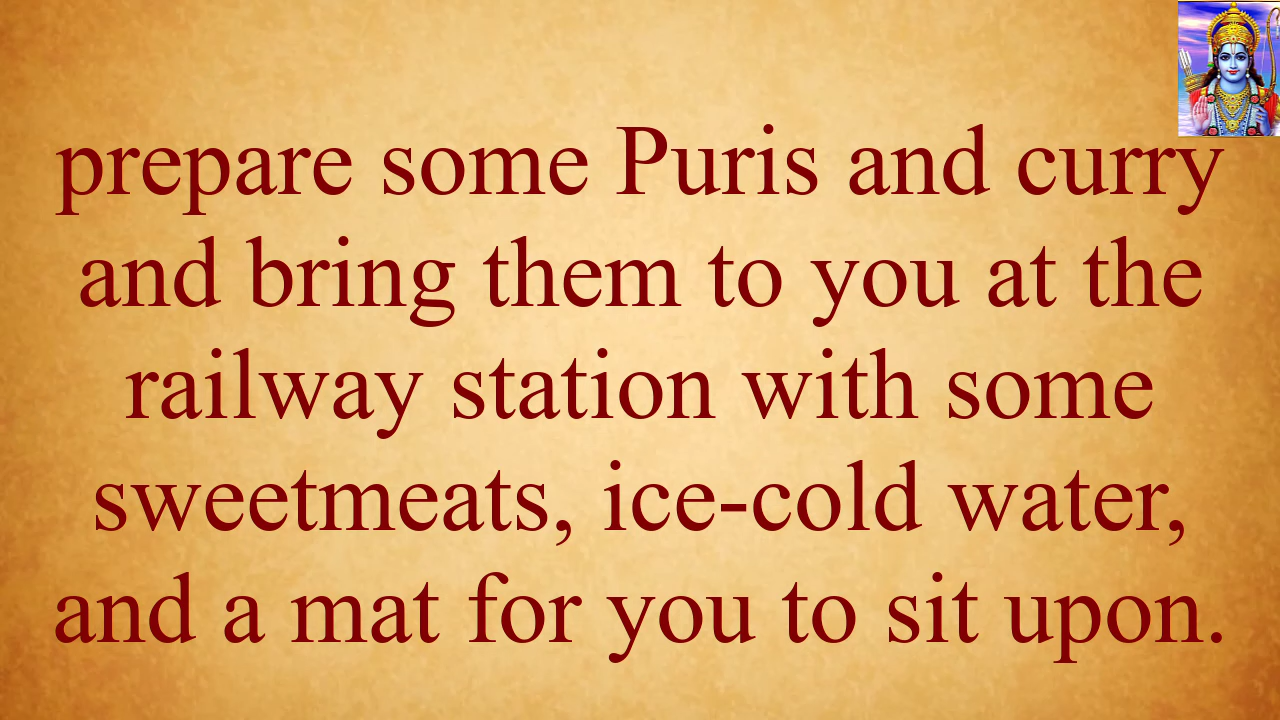 prepare some Puris and curry
and bring them to you at the
railway station with some
sweetmeats, ice-cold water,
and a mat for you to sit upon.